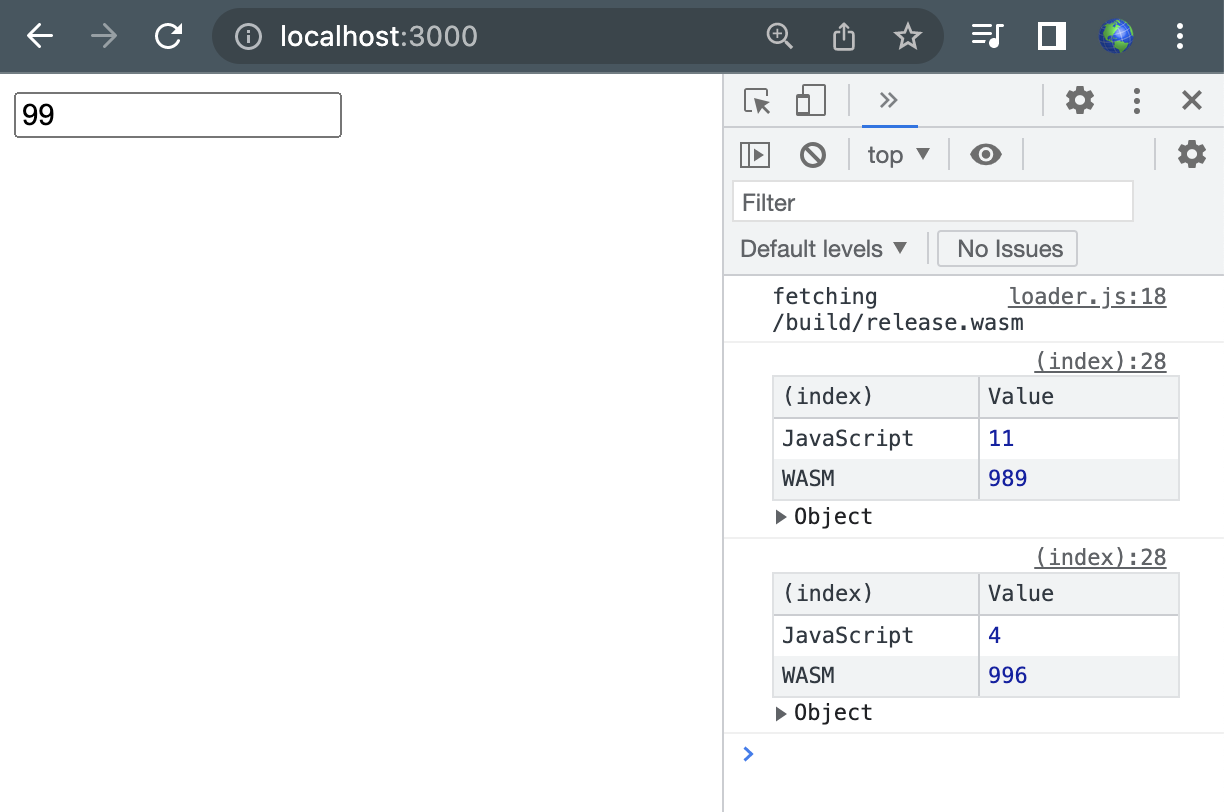 localhost:3000
99
top
Filter
Default levels
No Issues
fetching loader.js:18
/build/release.wasm
(index):28
(index) Value
JavaScript 11
WASM 989
Object
(index):28
(index) Value
JavaScript 4
WASM 996
Object